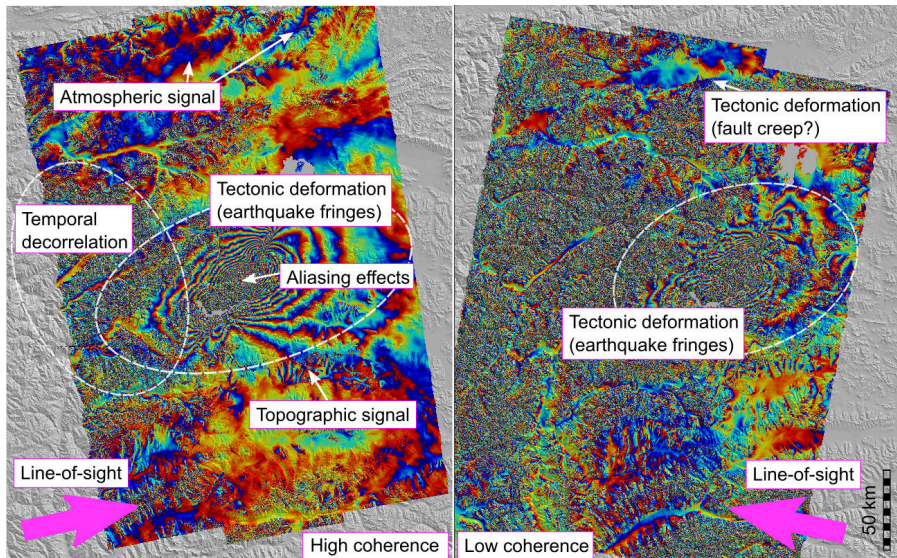 Atmospheric signal
Tectonic deformation
(earthquake fringes)
Temporal
decorrelation
Aliasing effects
Topographic signal
Line-of-sight
High coherence
Tectonic deformation
(fault creep?)
Tectonic deformation
(earthquake fringes)
Line-of-sight
Low coherence
50 km